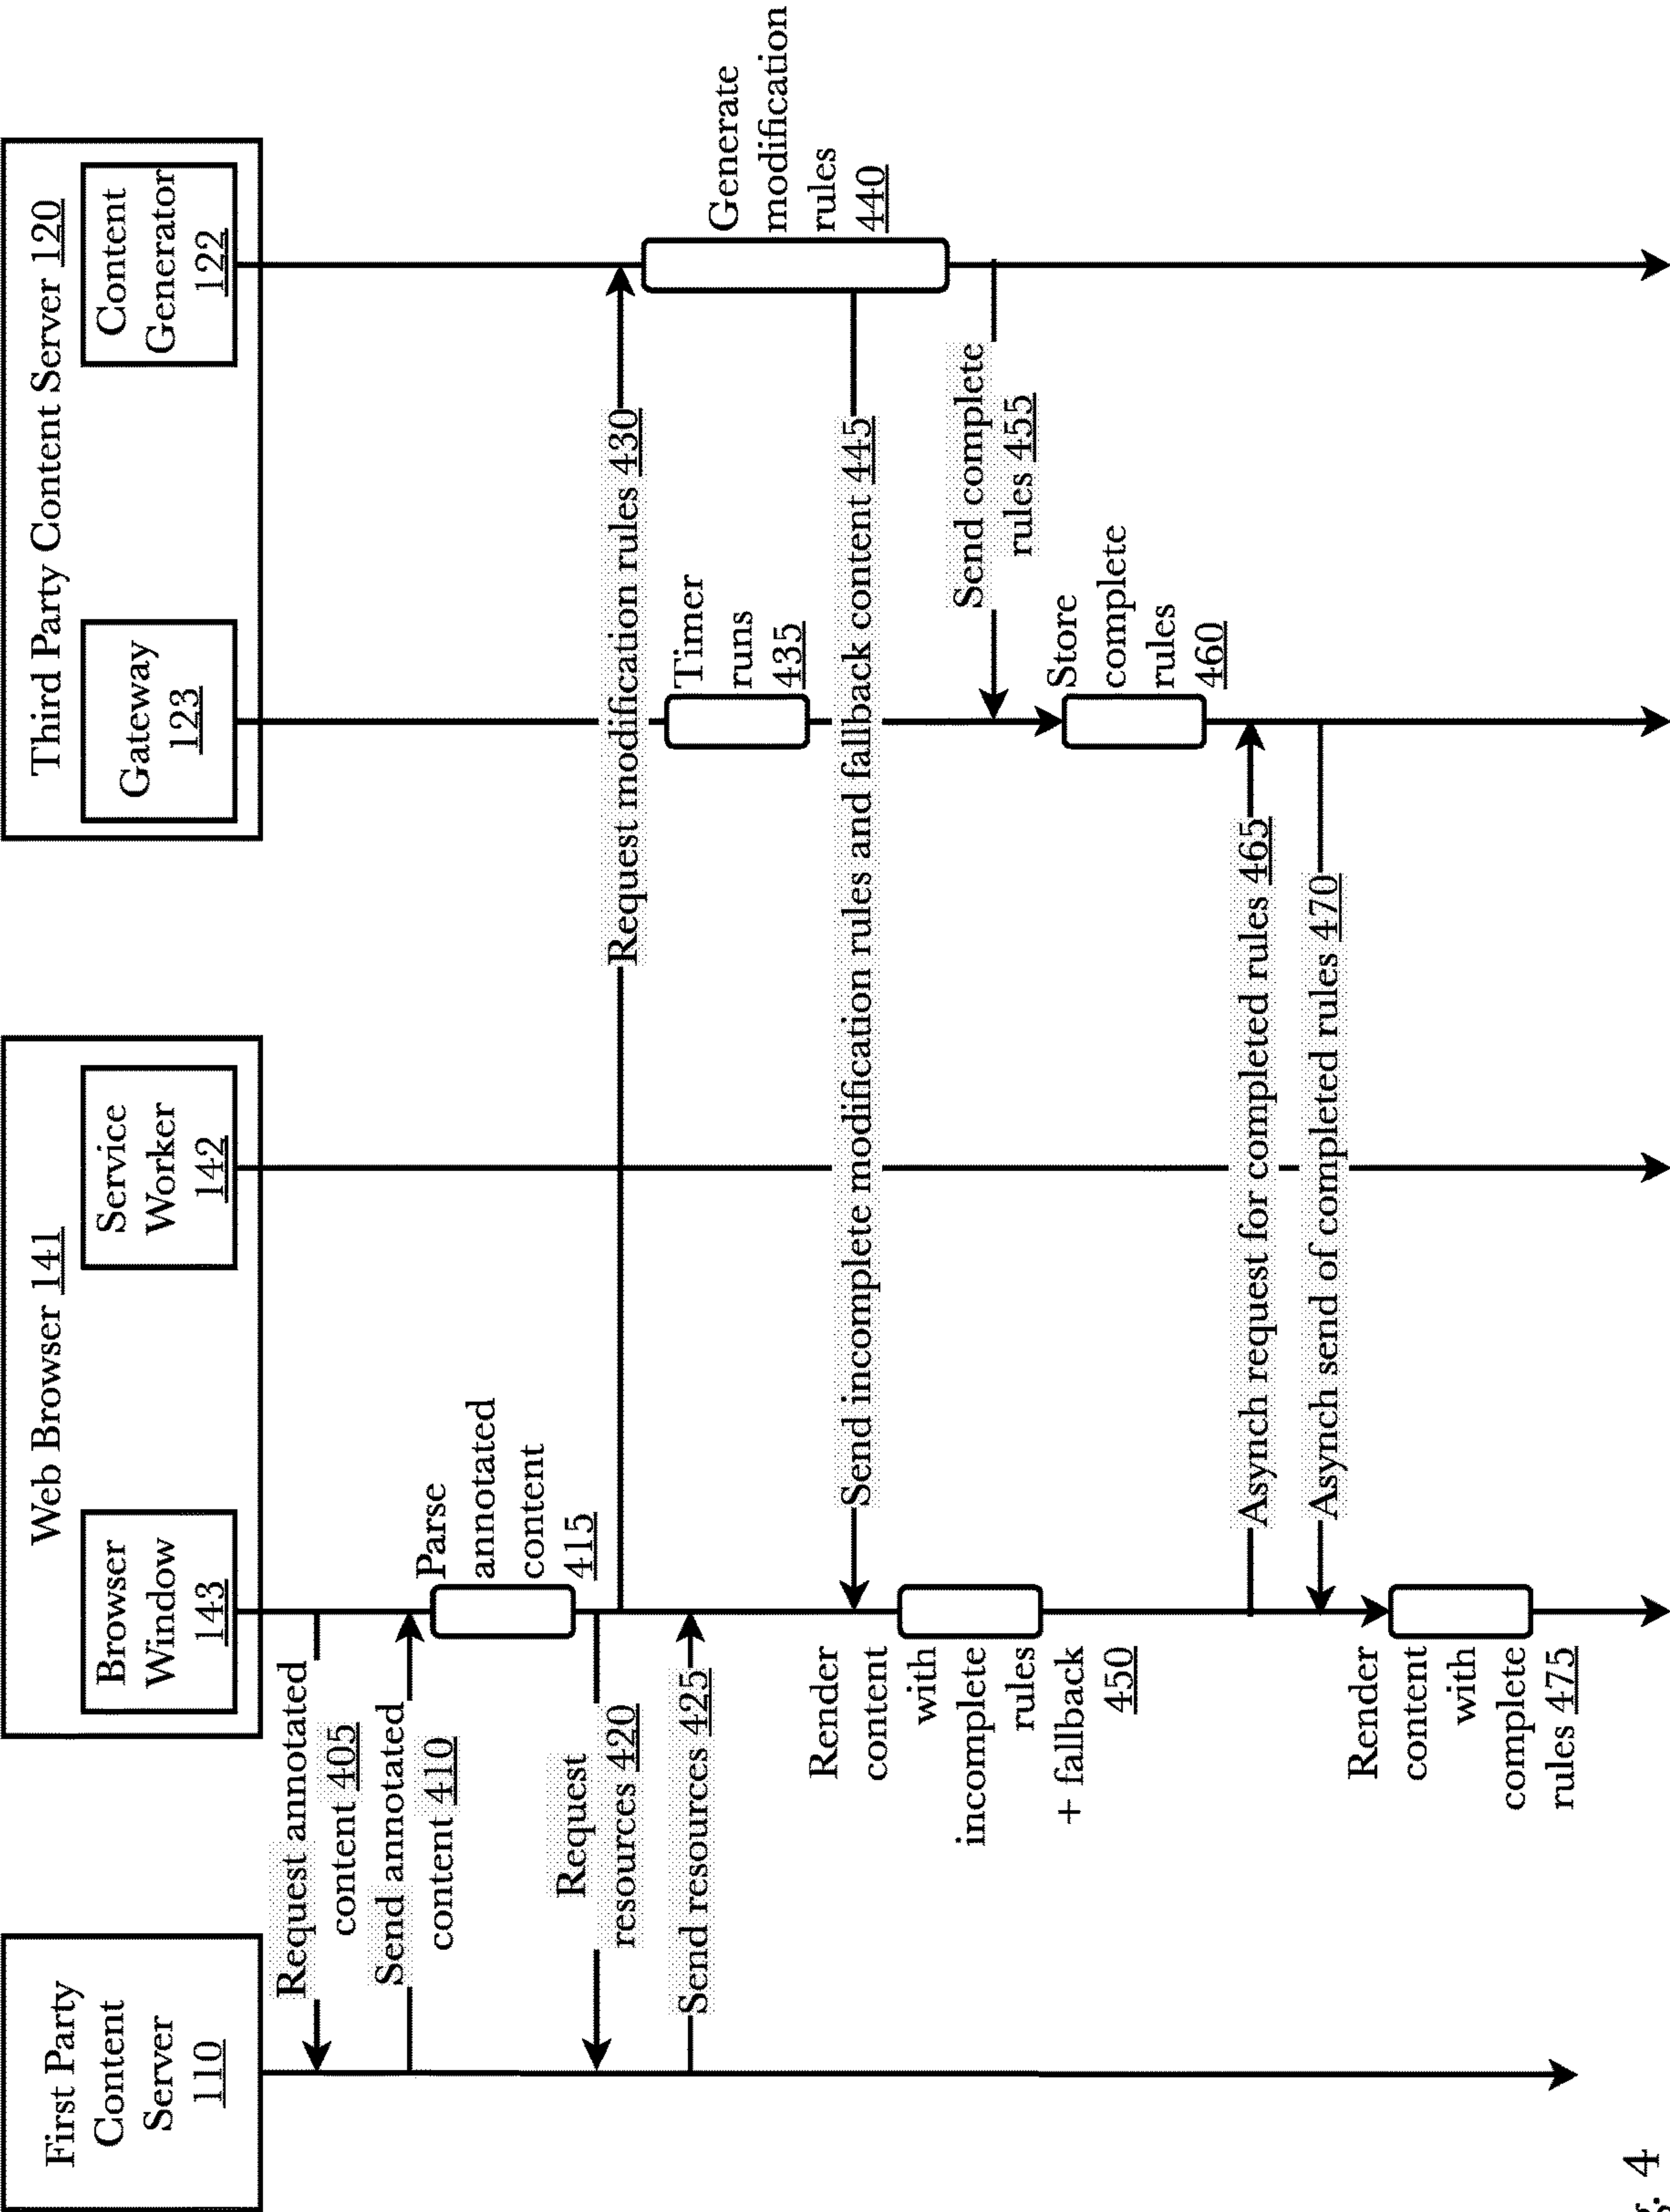 First Party
Content
Server
110
Web Browser 141
Browser
Window
143
Service
Worker
142
Third Party Content Server 120
Gateway
123
Content
Generator
122
Request annotated
content 405
Send annotated
content 410
Parse
annotated
content
415
Request
resources 420
Request modification rules 430
Send resources 425
Timer
runs
435
Generate
modification
rules
440
Send incomplete modification rules and fallback content 445
Render
content
with
incomplete
rules
+ fallback
450
Send complete
rules 455
Store
complete
rules
460
Asynch request for completed rules 465
Asynch send of completed rules 470
Render
content
with
complete
rules 475
4